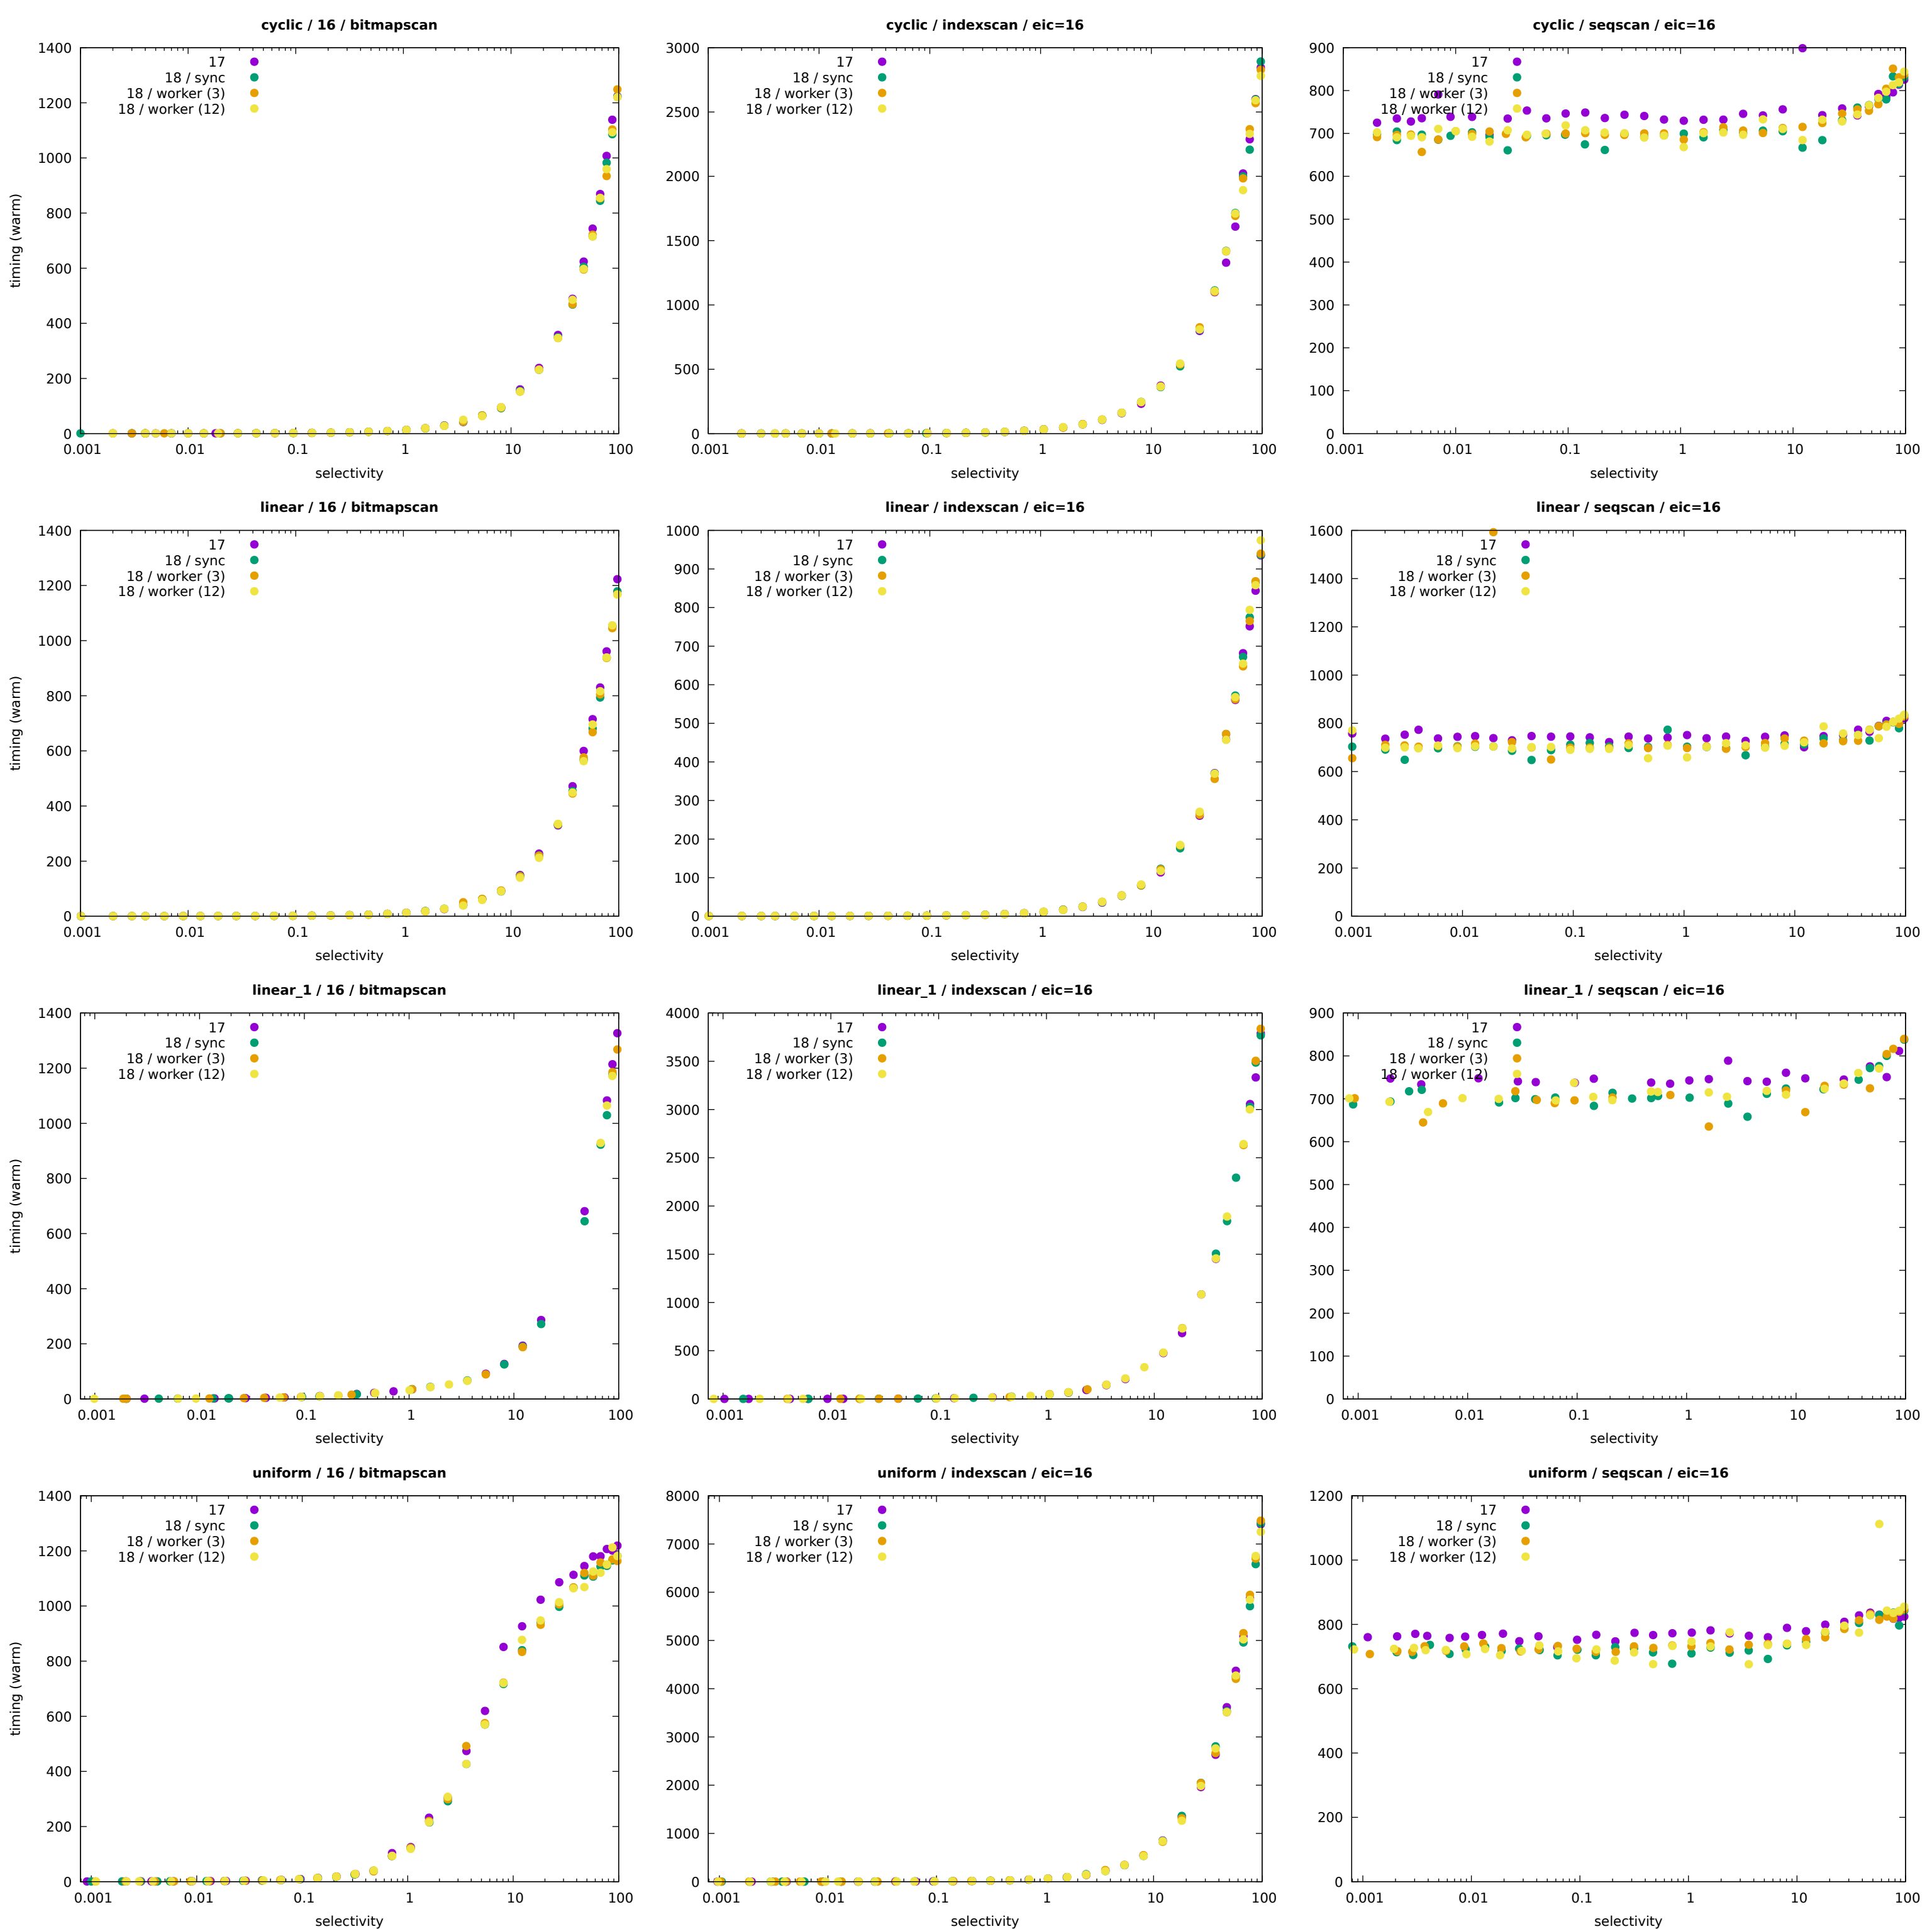 cyclic / 16 / bitmapscan
1400
1200
1000
800
600
400
200
0
timing (warm)
17
18 / sync
18 / worker (3)
18 / worker (12)
0.001 0.01 0.1 1 10 100
selectivity
cyclic / indexscan / eic=16
3000
2500
2000
1500
1000
500
0
17
18 / sync
18 / worker (3)
18 / worker (12)
0.001 0.01 0.1 1 10 100
selectivity
cyclic / seqscan / eic=16
900
800
700
600
500
400
300
200
100
0
17
18 / sync
18 / worker (3)
18 / worker (12)
0.001 0.01 0.1 1 10 100
selectivity
linear / 16 / bitmapscan
1400
1200
1000
800
600
400
200
0
timing (warm)
17
18 / sync
18 / worker (3)
18 / worker (12)
0.001 0.01 0.1 1 10 100
selectivity
linear / indexscan / eic=16
1000
900
800
700
600
500
400
300
200
100
0
17
18 / sync
18 / worker (3)
18 / worker (12)
0.001 0.01 0.1 1 10 100
selectivity
linear / seqscan / eic=16
1600
1400
1200
1000
800
600
400
200
0
17
18 / sync
18 / worker (3)
18 / worker (12)
0.001 0.01 0.1 1 10 100
selectivity
linear_1 / 16 / bitmapscan
1400
1200
1000
800
600
400
200
0
timing (warm)
17
18 / sync
18 / worker (3)
18 / worker (12)
0.001 0.01 0.1 1 10 100
selectivity
linear_1 / indexscan / eic=16
4000
3500
3000
2500
2000
1500
1000
500
0
17
18 / sync
18 / worker (3)
18 / worker (12)
0.001 0.01 0.1 1 10 100
selectivity
linear_1 / seqscan / eic=16
900
800
700
600
500
400
300
200
100
0
17
18 / sync
18 / worker (3)
18 / worker (12)
0.001 0.01 0.1 1 10 100
selectivity
uniform / 16 / bitmapscan
1400
1200
1000
800
600
400
200
0
timing (warm)
17
18 / sync
18 / worker (3)
18 / worker (12)
0.001 0.01 0.1 1 10 100
selectivity
uniform / indexscan / eic=16
8000
7000
6000
5000
4000
3000
2000
1000
0
17
18 / sync
18 / worker (3)
18 / worker (12)
0.001 0.01 0.1 1 10 100
selectivity
uniform / seqscan / eic=16
1200
1000
800
600
400
200
0
17
18 / sync
18 / worker (3)
18 / worker (12)
0.001 0.01 0.1 1 10 100
selectivity